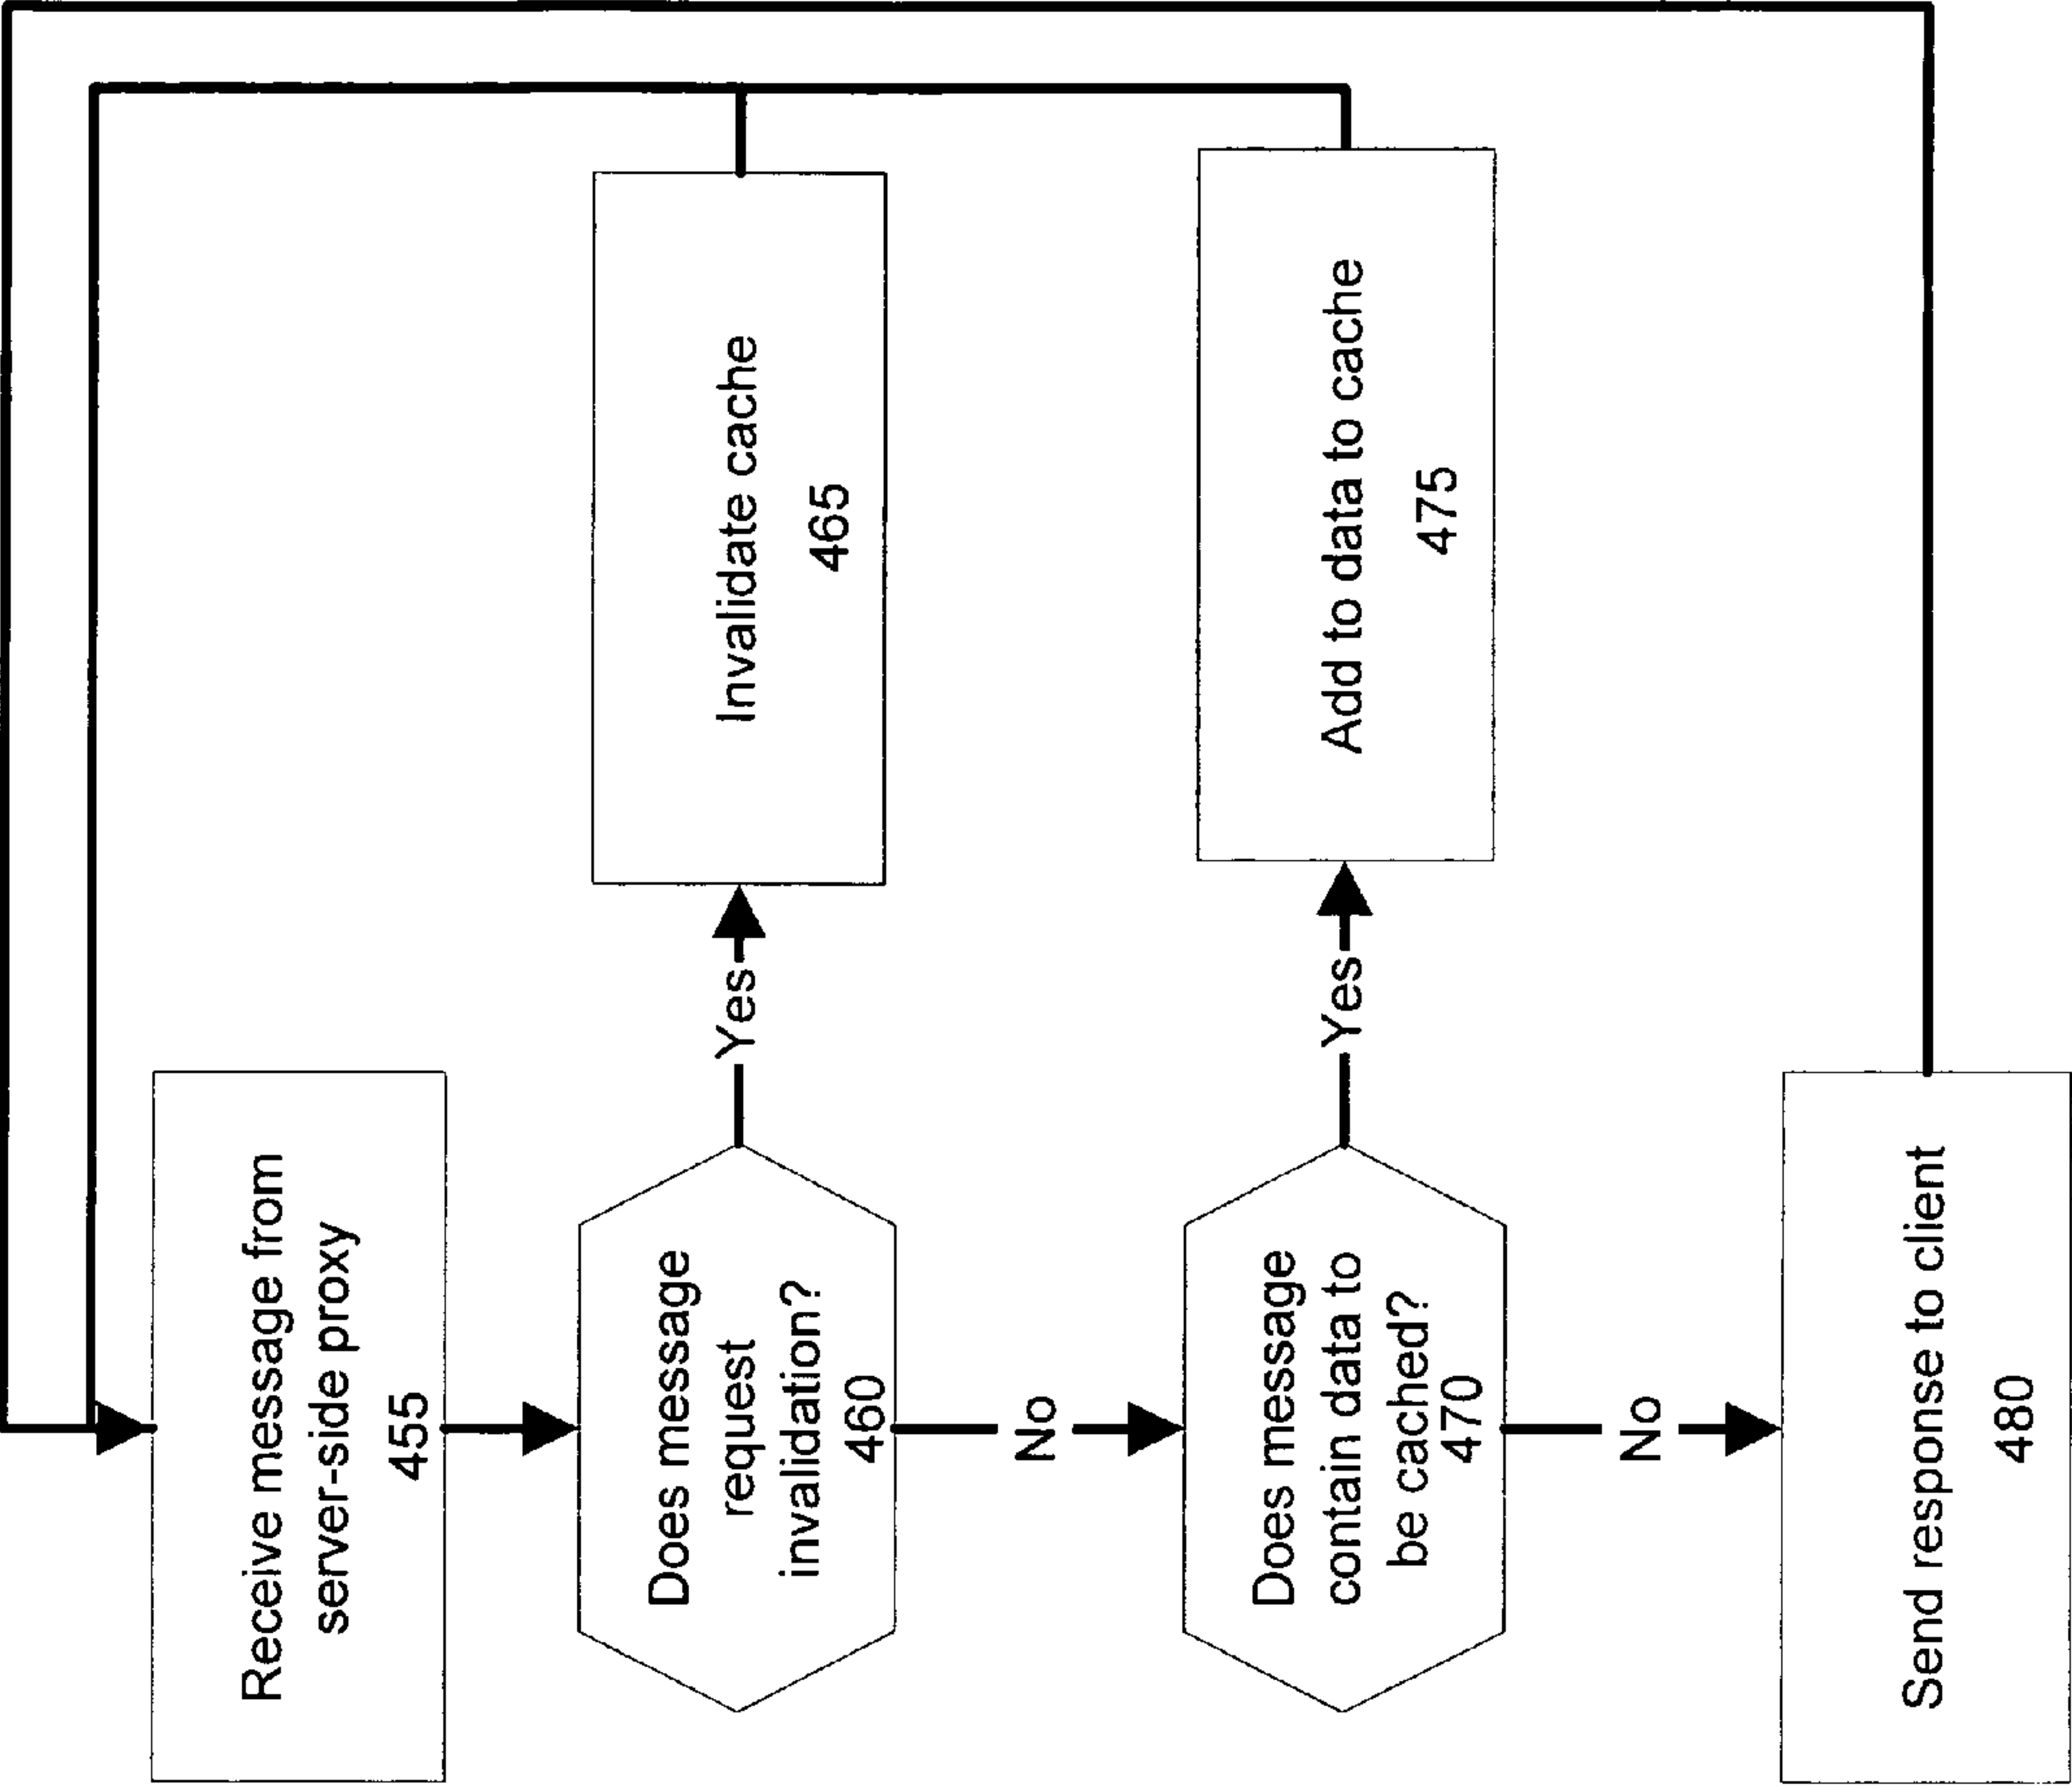 Receive message from
server-side proxy
455
Does message
request
invalidation?
460
Yes
Invalidate cache
465
No
Does message
contain data to
be cached?
470
Yes
Add to data to cache
475
No
Send response to client
480